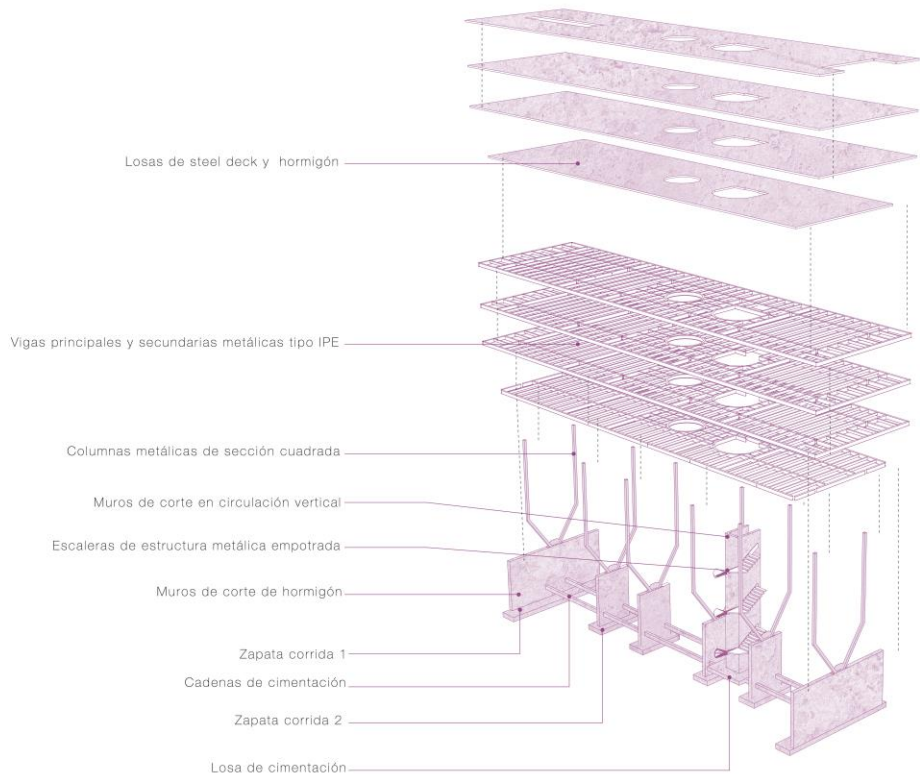 Losas de steel deck y hormigón
Vigas principales y secundarias metálicas tipo IPE
Columnas metálicas de sección cuadrada
Muros de corte en circulación vertical
Escaleras de estructura metálica empotrada
Muros de corte de hormigón
Zapata corrida 1
Cadenas de cimentación
Zapata corrida 2
Losa de cimentación